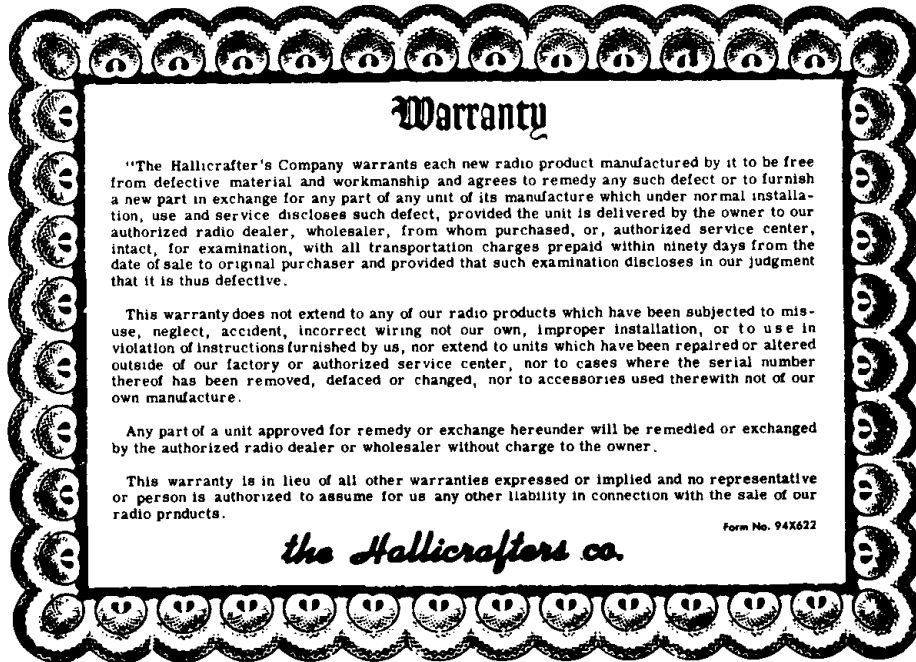 Warranty
"The Hallicrafter's Company warrants each new radio product manufactured by it to be free
from defective material and workmanship and agrees to remedy any such defect or to furnish
a new part in exchange for any part of any unit of its manufacture which under normal installa-
tion, use and service discloses such defect, provided the unit is delivered by the owner to our
authorized radio dealer, wholesaler, from whom purchased, or, authorized service center,
intact, for examination, with all transportation charges prepaid within ninety days from the
date of sale to original purchaser and provided that such examination discloses in our judgment
that it is thus defective.
This warranty does not extend to any of our radio products which have been subjected to mis-
use, neglect, accident, incorrect wiring not our own, improper installation, or to use in
violation of instructions furnished by us, nor extend to units which have been repaired or altered
outside of our factory or authorized service center, nor to cases where the serial number
thereof has been removed, defaced or changed, nor to accessories used therewith not of our
own manufacture.
Any part of a unit approved for remedy or exchange hereunder will be remedied or exchanged
by the authorized radio dealer or wholesaler without charge to the owner.
This warranty is in lieu of all other warranties expressed or implied and no representative
or person is authorized to assume for us any other liability in connection with the sale of our
radio prnducts.
Form No. 94X622
the Hallicrafters co.